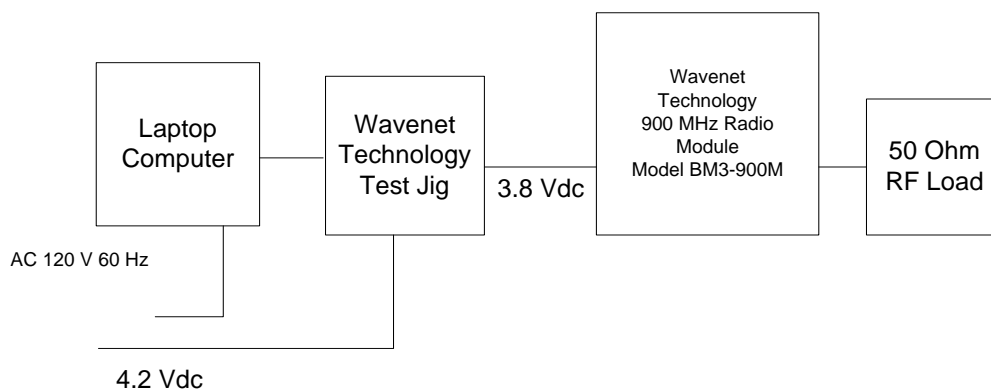 Laptop
Computer
Wavenet
Technology
Test Jig
3.8 Vdc
Wavenet
Technology
900 MHz Radio
Module
Model BM3-900M
50 Ohm
RF Load
AC 120 V 60 Hz
4.2 Vdc